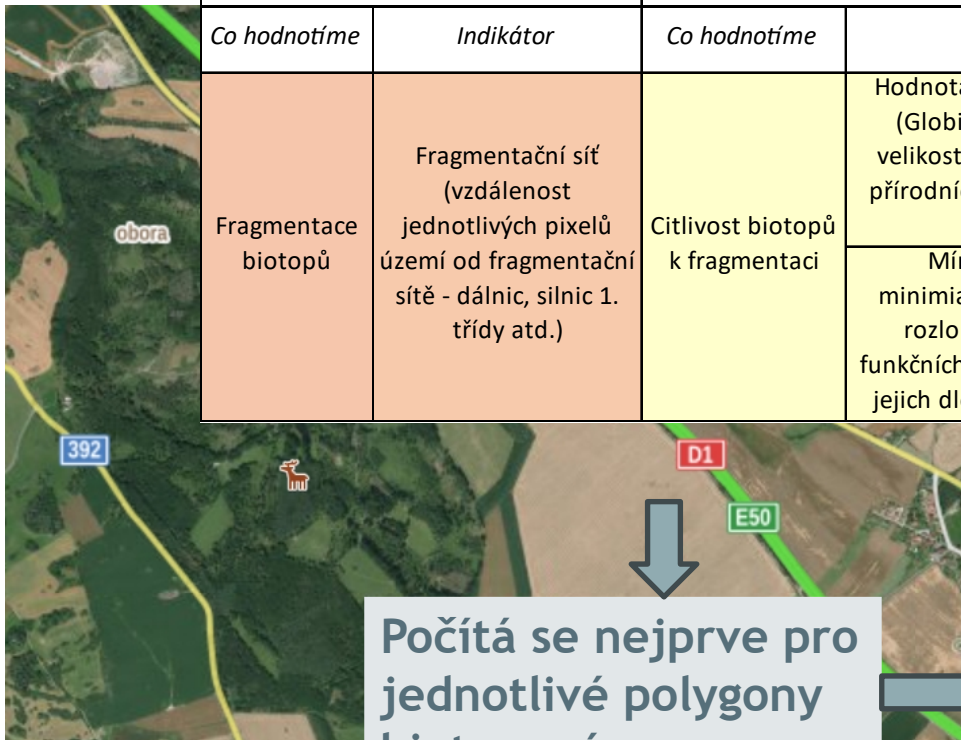 Co hodnotíme
Indikátor
Co hodnotíme
Fragmentace
biotopů
Fragmentační síť
(vzdálenost
jednotlivých pixelů
území od fragmentační
sítě - dálnic, silnic 1.
třídy atd.)
Citlivost biotopů
k fragmentaci
Hodnota
(Globi
velikost
přírodní
Mír
minimia
rozlo
funkčních
jejich dl
obora
392
D1
E50
Počítá se nejprve pro
jednotlivé polygony